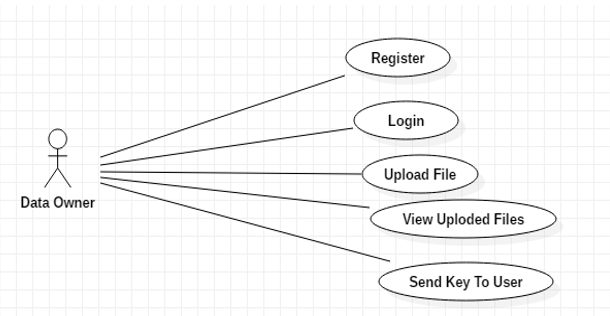 Register
Login
Upload File
Data Owner
View Uploded Files
Send Key To User